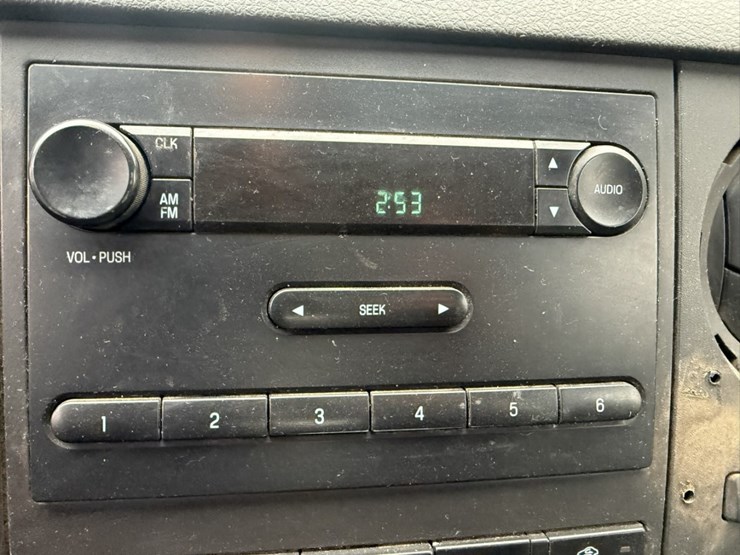 CLK
AM
FM
2:53
AUDIO
VOL•PUSH
SEEK
1 2 3 4 5 6